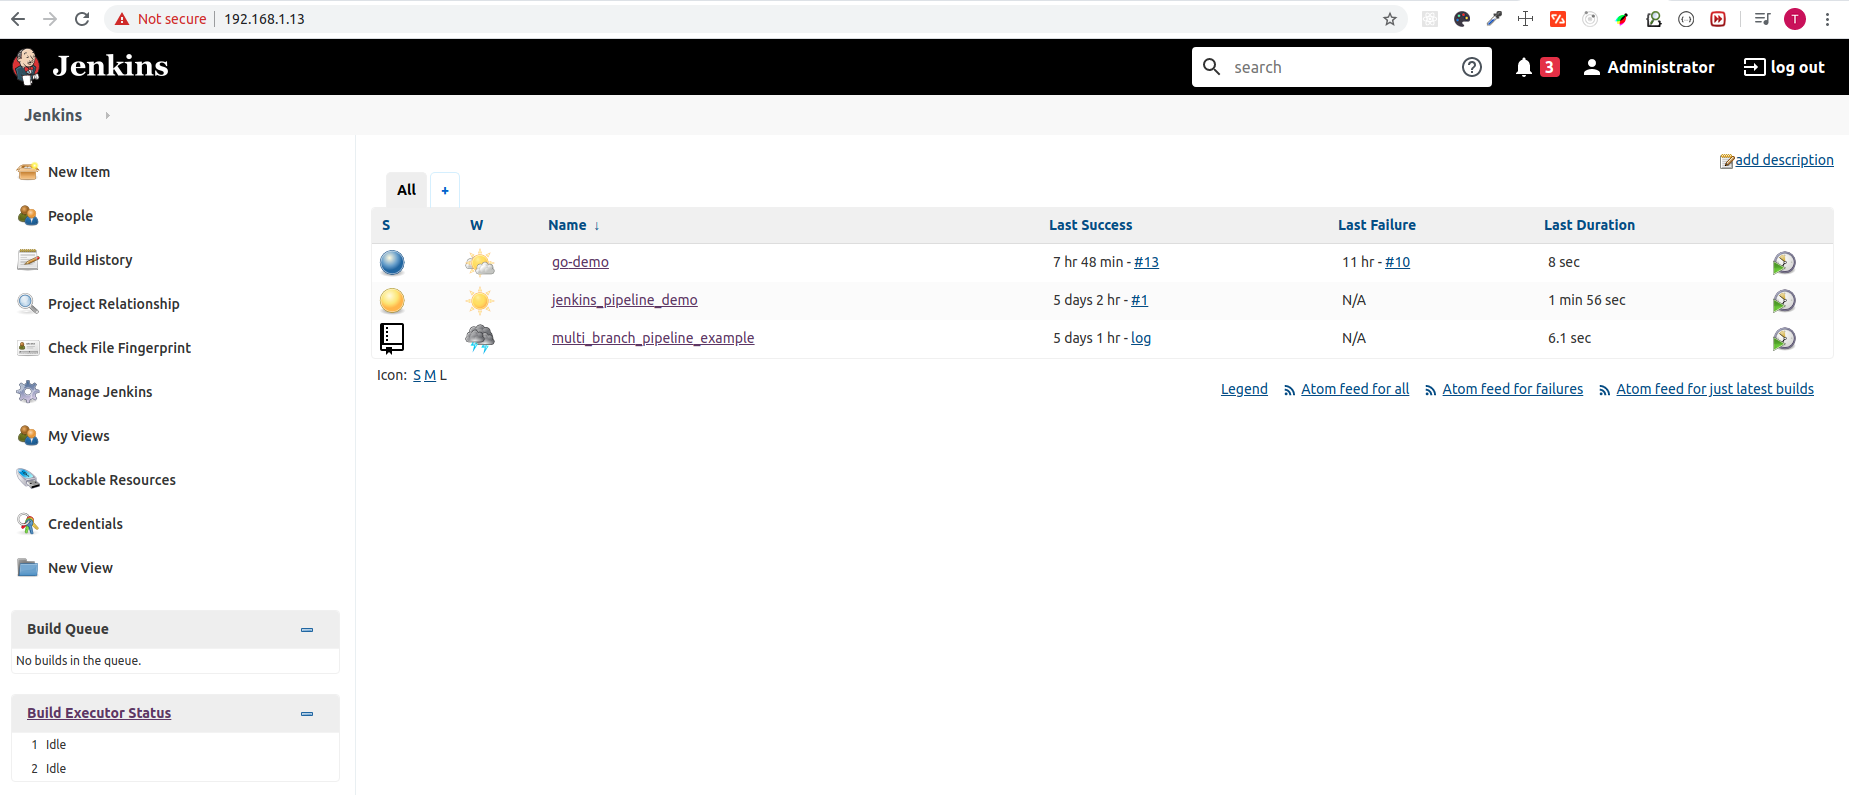 Not secure 192.168.1.13
T
Jenkins
search
3
Administrator
log out
Jenkins
New Item
People
Build History
Project Relationship
Check File Fingerprint
Manage Jenkins
My Views
Lockable Resources
Credentials
New View
Build Queue
No builds in the queue.
Build Executor Status
1 Idle
2 Idle
add description
All +
S W Name ↓ Last Success Last Failure Last Duration
go-demo 7 hr 48 min - #13 11 hr - #10 8 sec
jenkins_pipeline_demo 5 days 2 hr - #1 N/A 1 min 56 sec
multi_branch_pipeline_example 5 days 1 hr - log N/A 6.1 sec
Icon: S M L
Legend Atom feed for all Atom feed for failures Atom feed for just latest builds